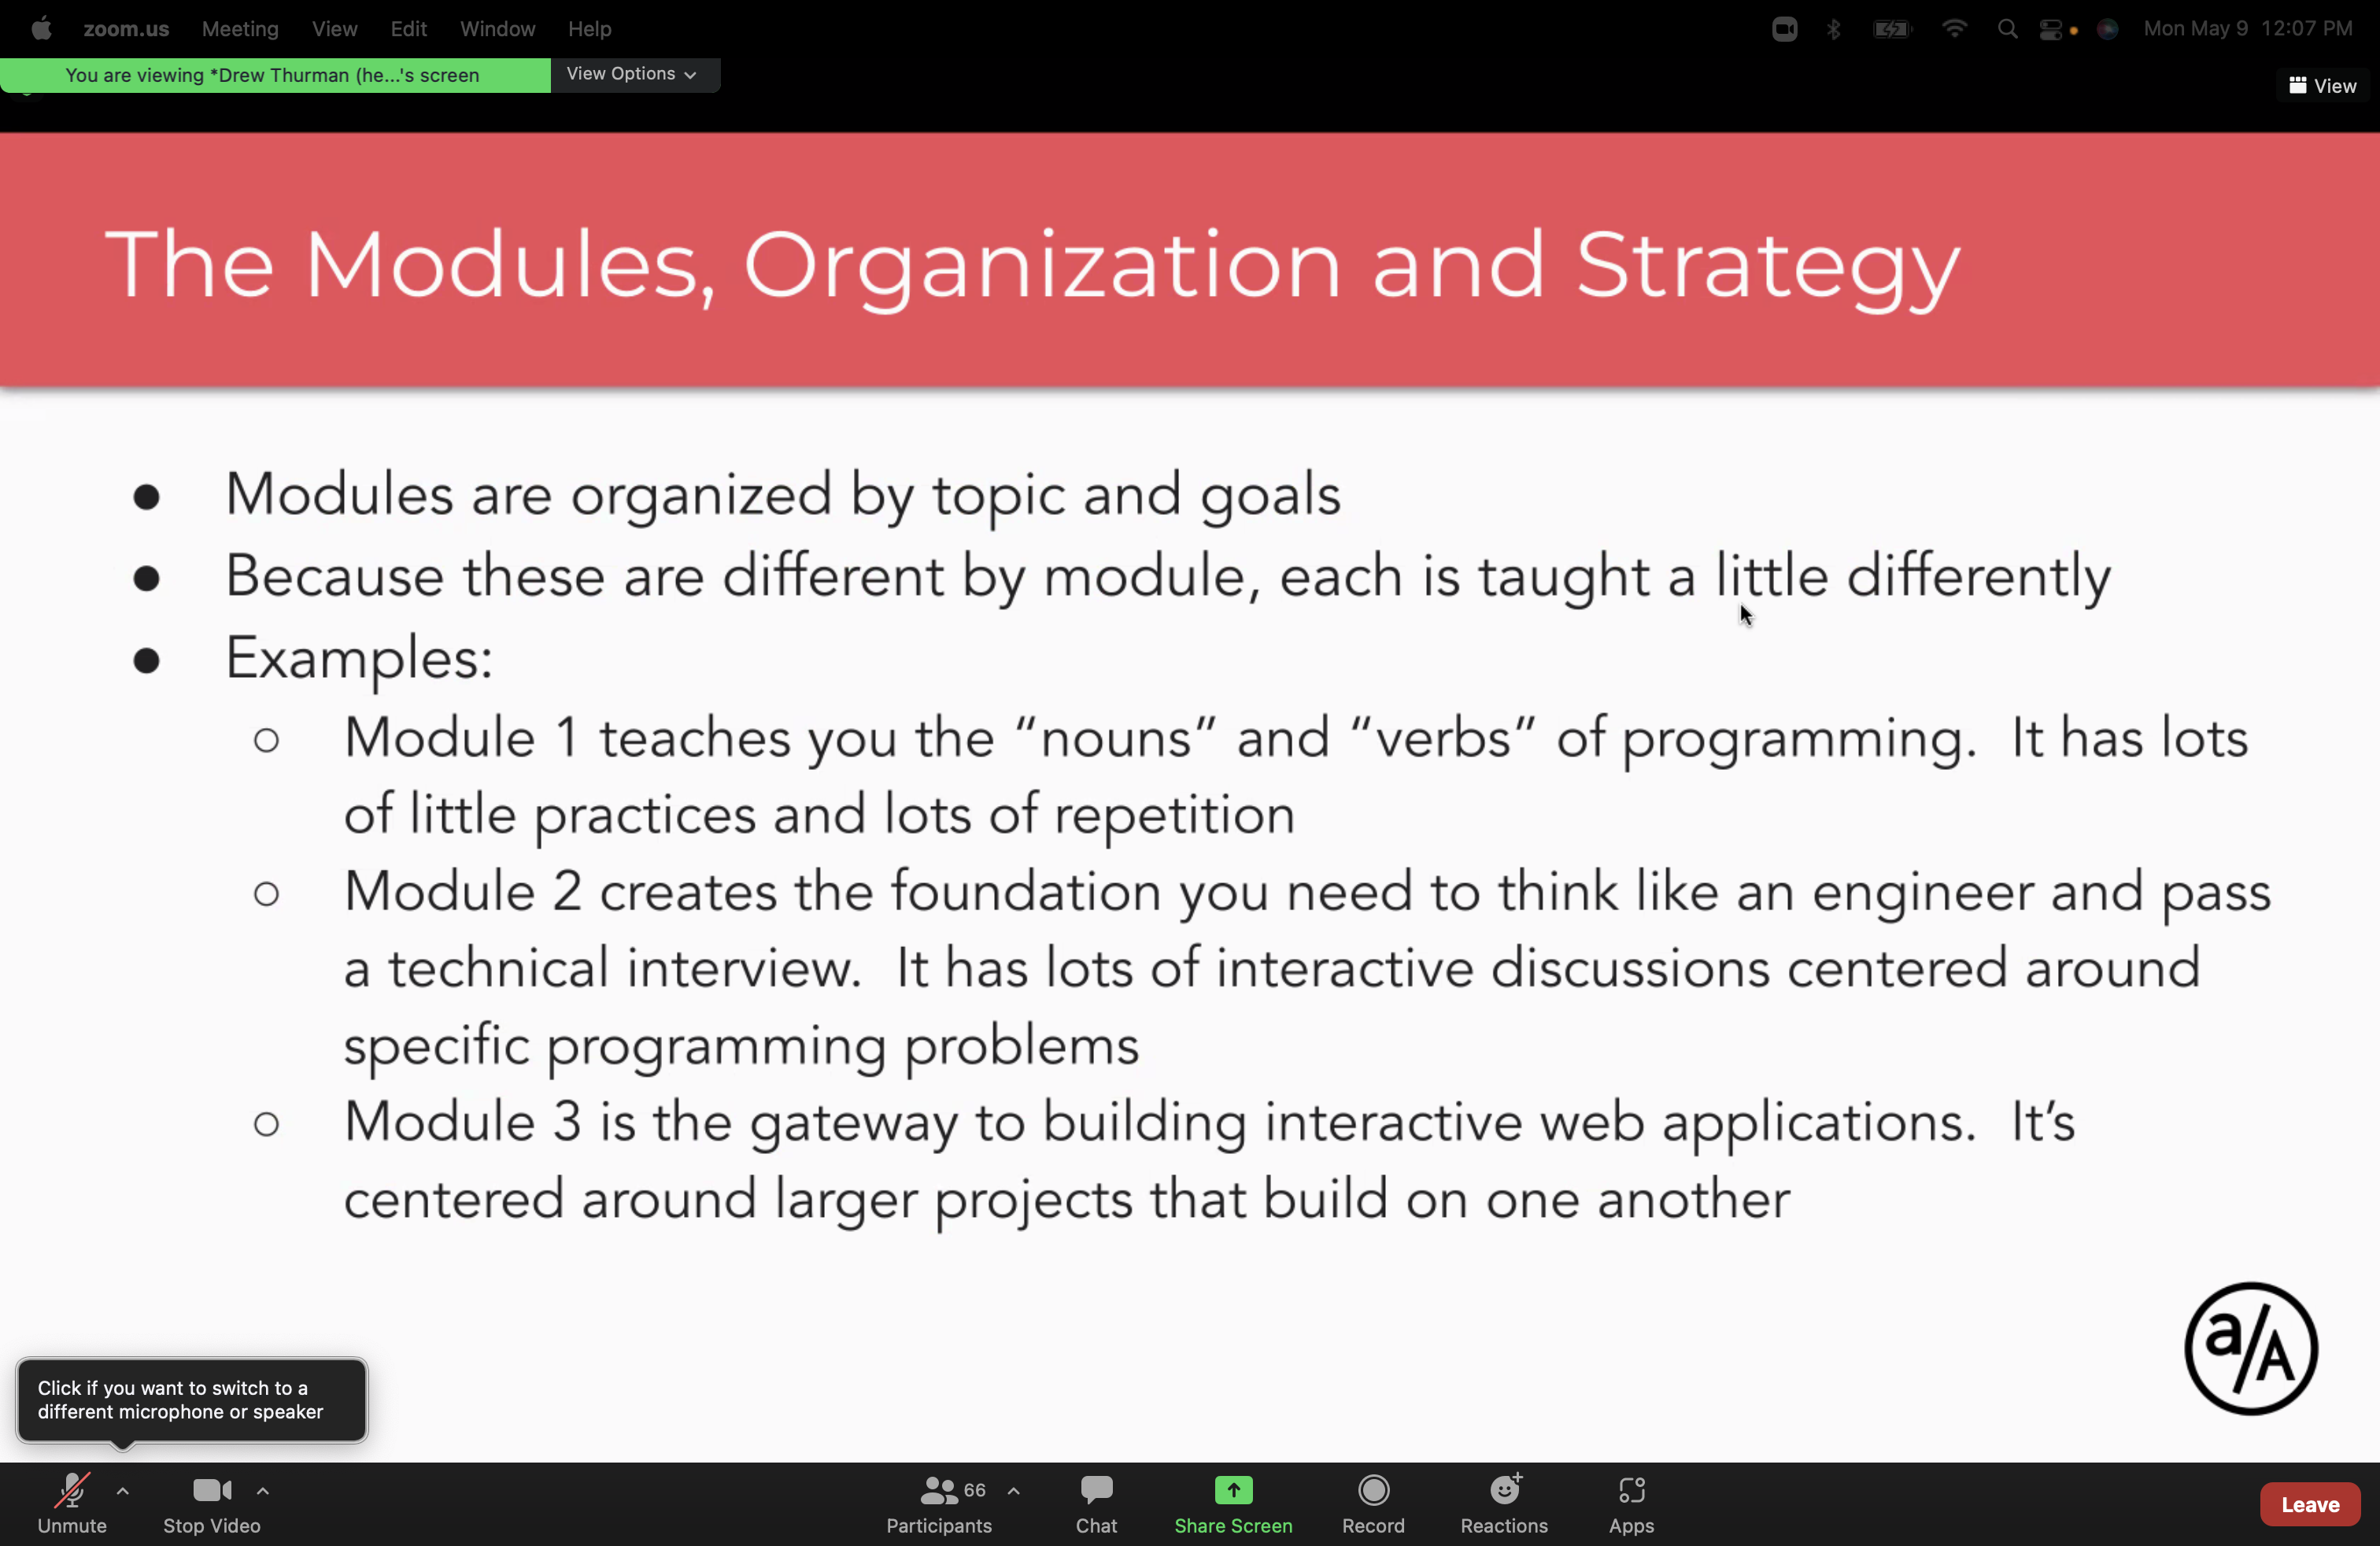 zoom.us Meeting View Edit Window Help Mon May 9 12:07 PM
You are viewing *Drew Thurman (he...'s screen View Options
View
The Modules, Organization and Strategy
● Modules are organized by topic and goals
● Because these are different by module, each is taught a little differently
● Examples:
○ Module 1 teaches you the “nouns” and “verbs” of programming. It has lots
of little practices and lots of repetition
○ Module 2 creates the foundation you need to think like an engineer and pass
a technical interview. It has lots of interactive discussions centered around
specific programming problems
○ Module 3 is the gateway to building interactive web applications. It’s
centered around larger projects that build on one another
a/A
Click if you want to switch to a
different microphone or speaker
66
Unmute Stop Video Participants Chat Share Screen Record Reactions Apps Leave